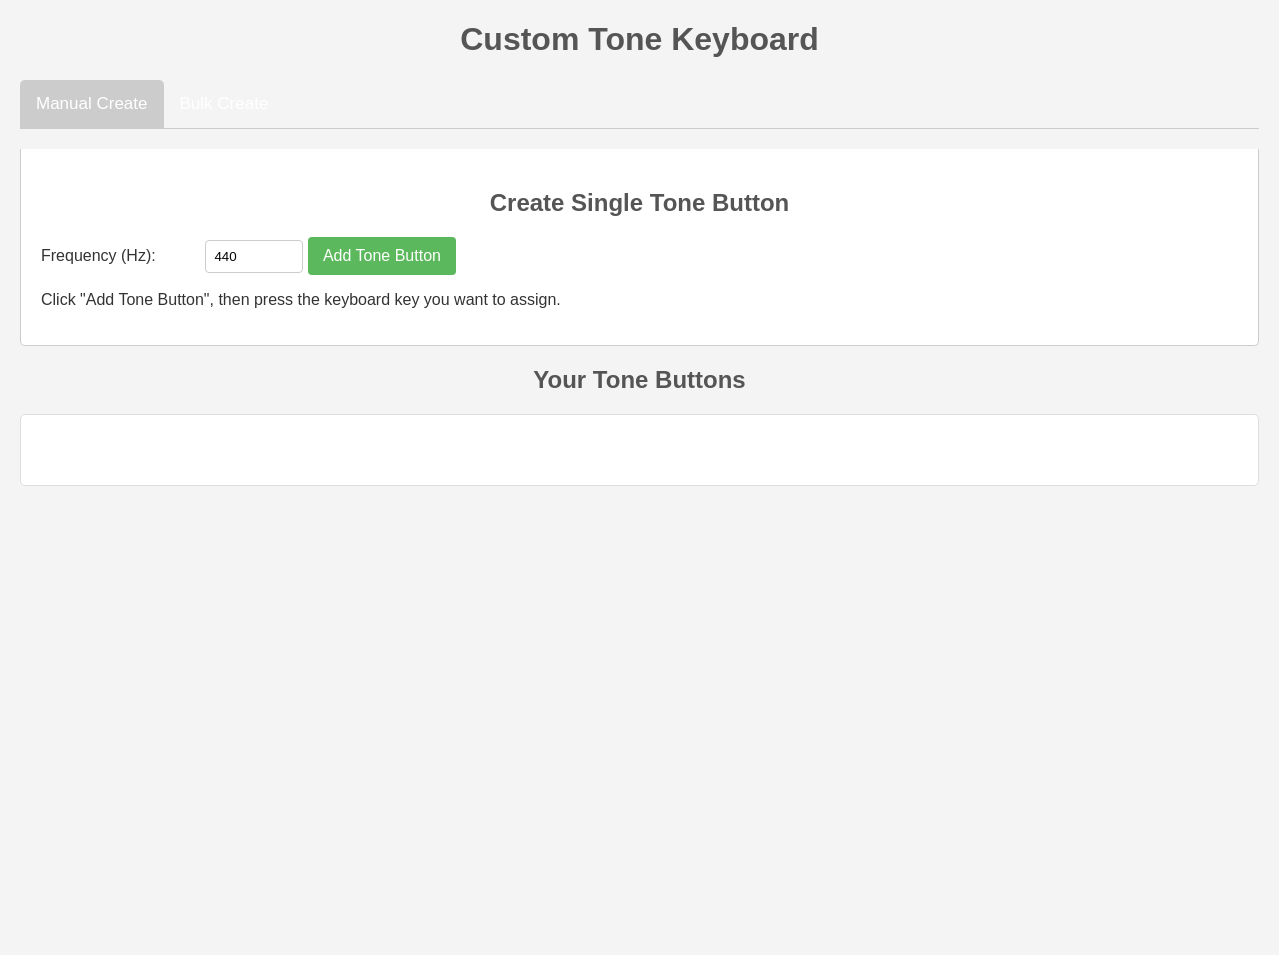 Custom Tone Keyboard
Manual Create Bulk Create
Create Single Tone Button
Frequency (Hz): 440 Add Tone Button
Click "Add Tone Button", then press the keyboard key you want to assign.
Your Tone Buttons